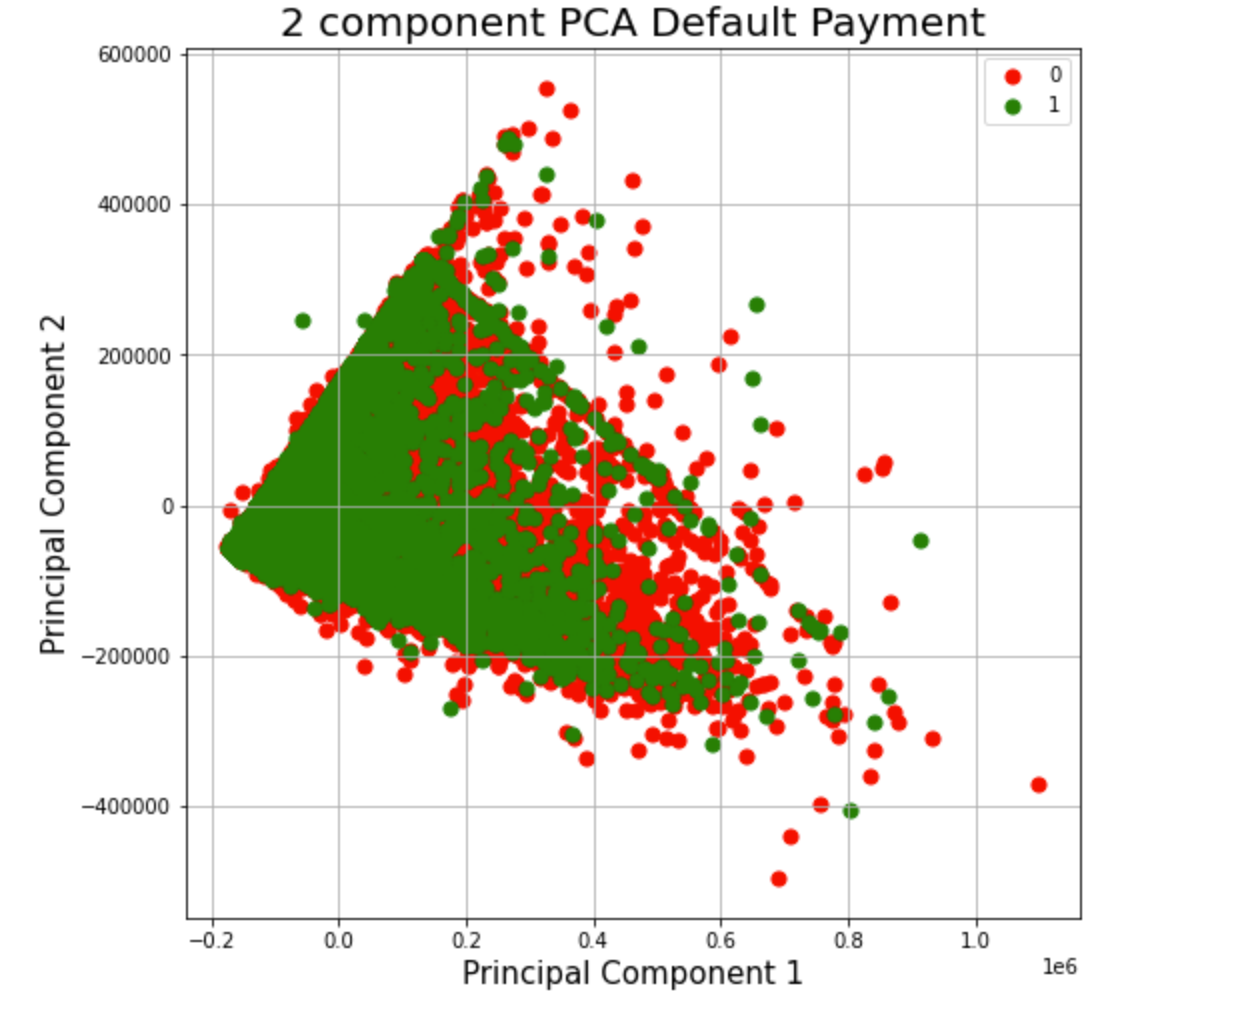 2 component PCA Default Payment
600000
400000
200000
0
−200000
−400000
Principal Component 2
0
1
−0.2 0.0 0.2 0.4 0.6 0.8 1.0
1e6
Principal Component 1